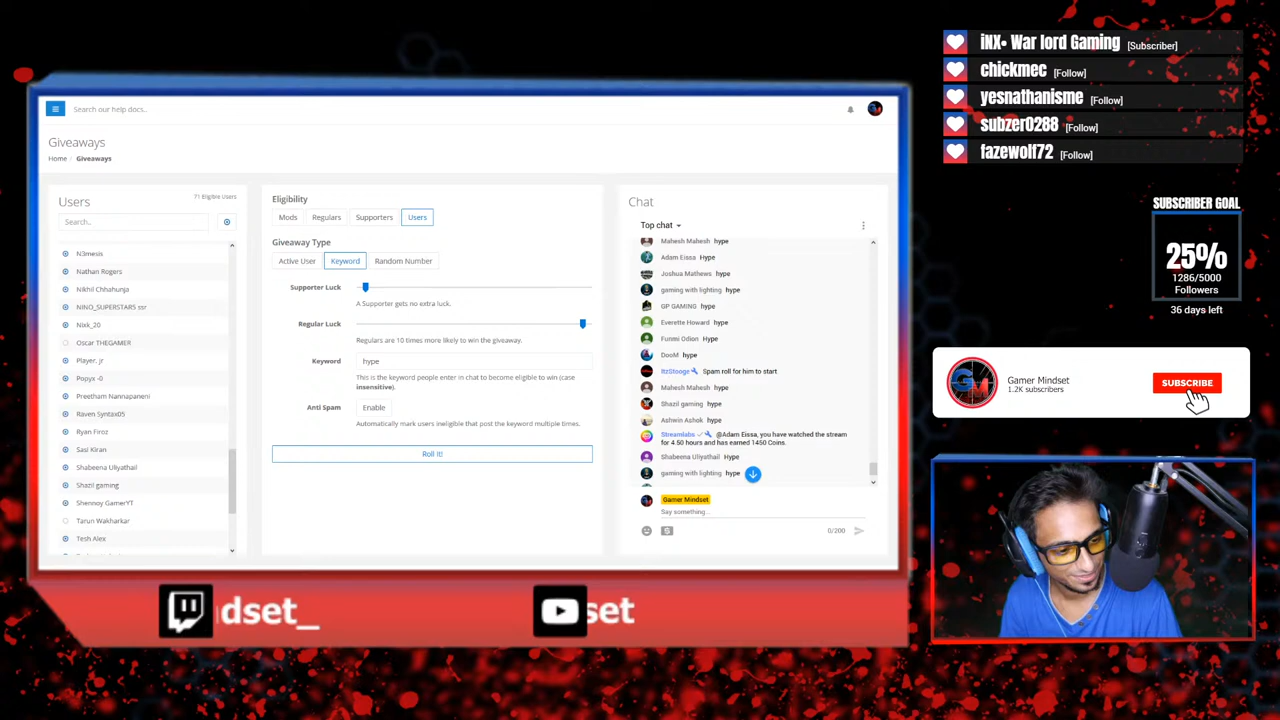 iNX• War lord Gaming [Subscriber]
chickmec [Follow]
yesnathanisme [Follow]
subzer0288 [Follow]
fazewolf72 [Follow]
SUBSCRIBER GOAL
25%
1286/5000
Followers
36 days left
Gamer Mindset
1.2K subscribers
SUBSCRIBE
Search our help docs..
Giveaways
Home / Giveaways
Users
71 Eligible Users
Search..
N3mesis
Nathan Rogers
Nikhil Chhahunja
NINO_SUPERSTARS ssr
Nixk_20
Oscar THEGAMER
Player. jr
Popyx -0
Preetham Nannapaneni
Raven Syntax05
Ryan Firoz
Sasi Kiran
Shabeena Uliyathail
Shazil gaming
Shennoy GamerYT
Tarun Wakharkar
Tesh Alex
Eligibility
Mods Regulars Supporters Users
Giveaway Type
Active User Keyword Random Number
Supporter Luck
A Supporter gets no extra luck.
Regular Luck
Regulars are 10 times more likely to win the giveaway.
Keyword hype
This is the keyword people enter in chat to become eligible to win (case
insensitive).
Anti Spam Enable
Automatically mark users ineligible that post the keyword multiple times.
Roll It!
Chat
Top chat
Mahesh Mahesh hype
Adam Eissa Hype
Joshua Mathews hype
gaming with lighting hype
GP GAMING hype
Everette Howard hype
Funmi Odion Hype
DooM hype
RzStooge Spam roll for him to start
Mahesh Mahesh hype
Shazil gaming hype
Ashwin Ashok hype
Streamlabs @Adam Eissa, you have watched the stream
for 4.50 hours and has earned 1450 Coins.
Shabeena Uliyathail Hype
gaming with lighting hype
Gamer Mindset
Say something...
0/200
dset_
set